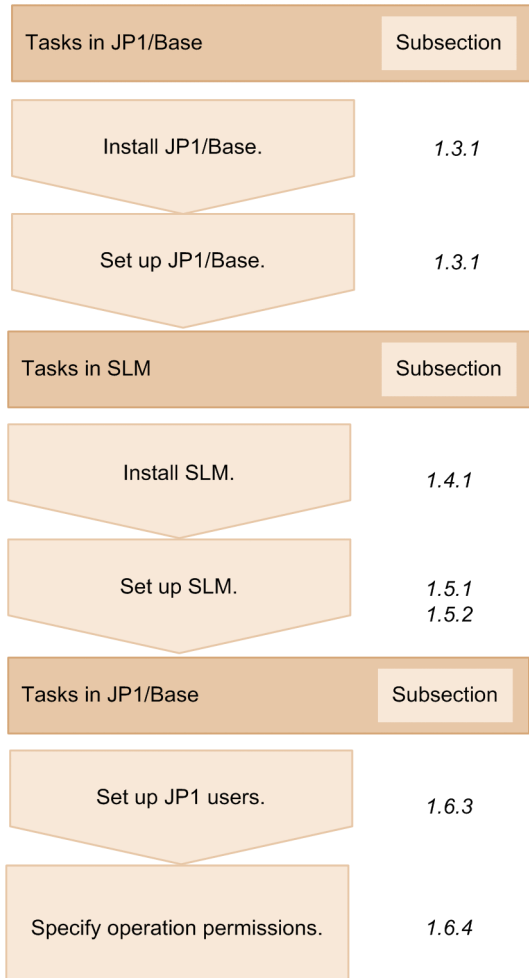 Tasks in JP1/Base Subsection
Install JP1/Base. 1.3.1
Set up JP1/Base. 1.3.1
Tasks in SLM Subsection
Install SLM. 1.4.1
Set up SLM. 1.5.1
1.5.2
Tasks in JP1/Base Subsection
Set up JP1 users. 1.6.3
Specify operation permissions. 1.6.4